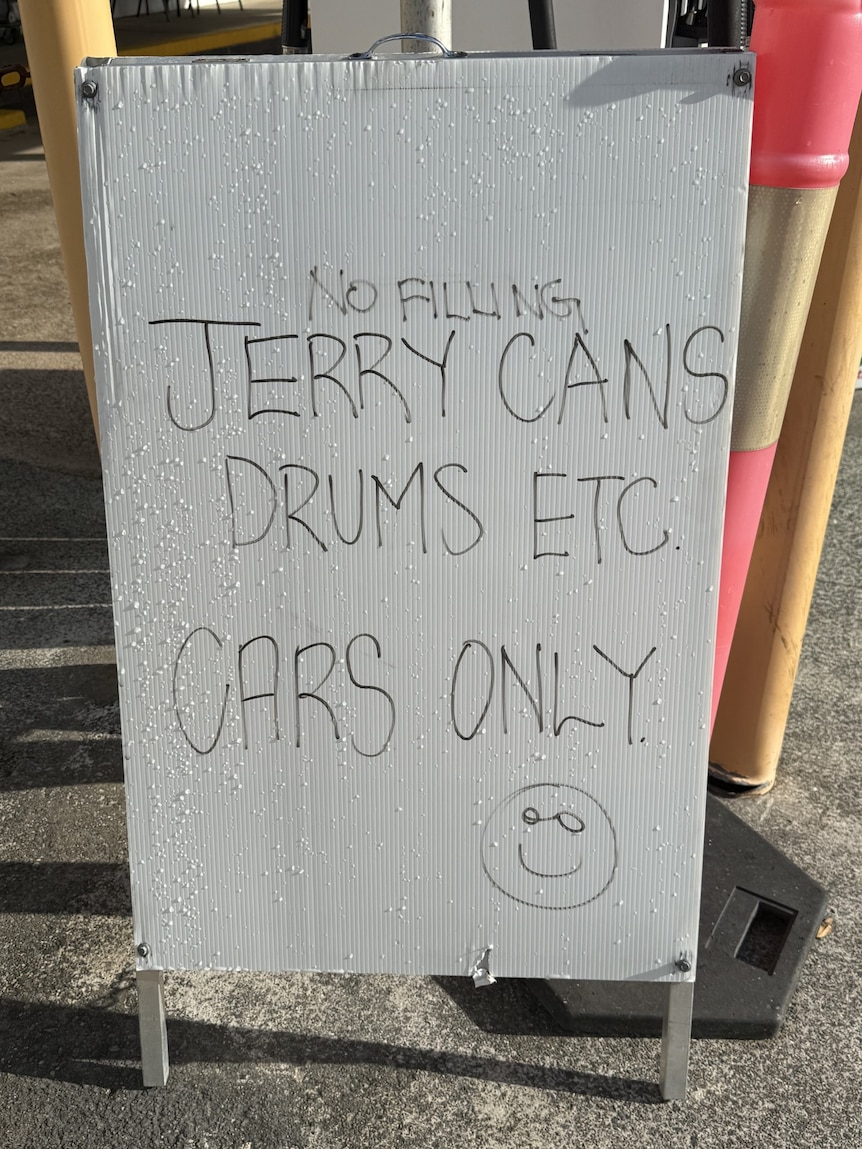 NO FILLING
JERRY CANS
DRUMS ETC.
CARS ONLY.